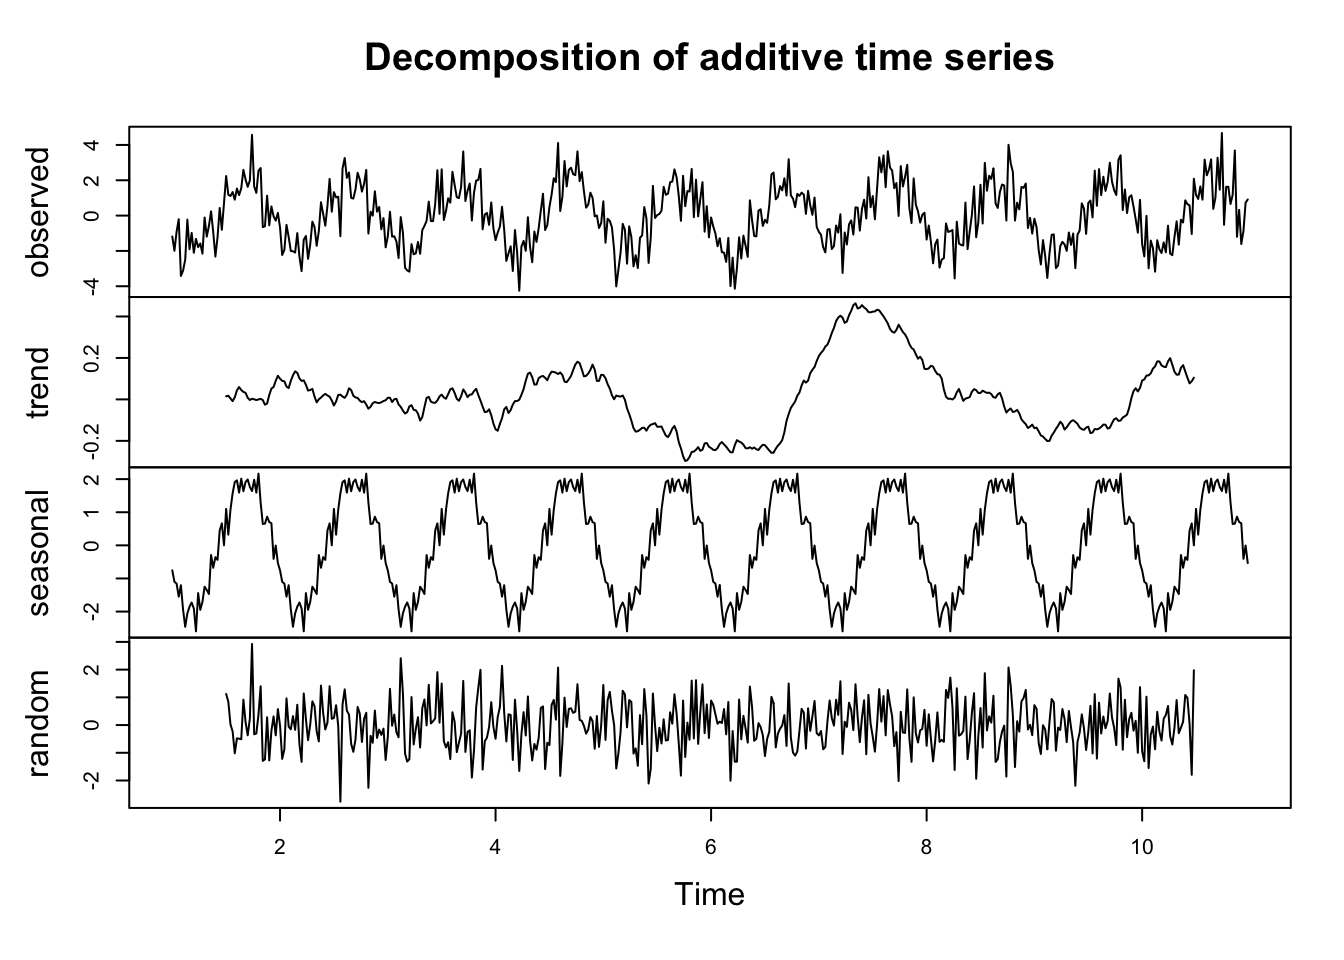 Decomposition of additive time series
observed
4
2
0
-4
trend
0.2
-0.2
seasonal
2
1
0
-2
random
2
0
-2
2 4 6 8 10
Time